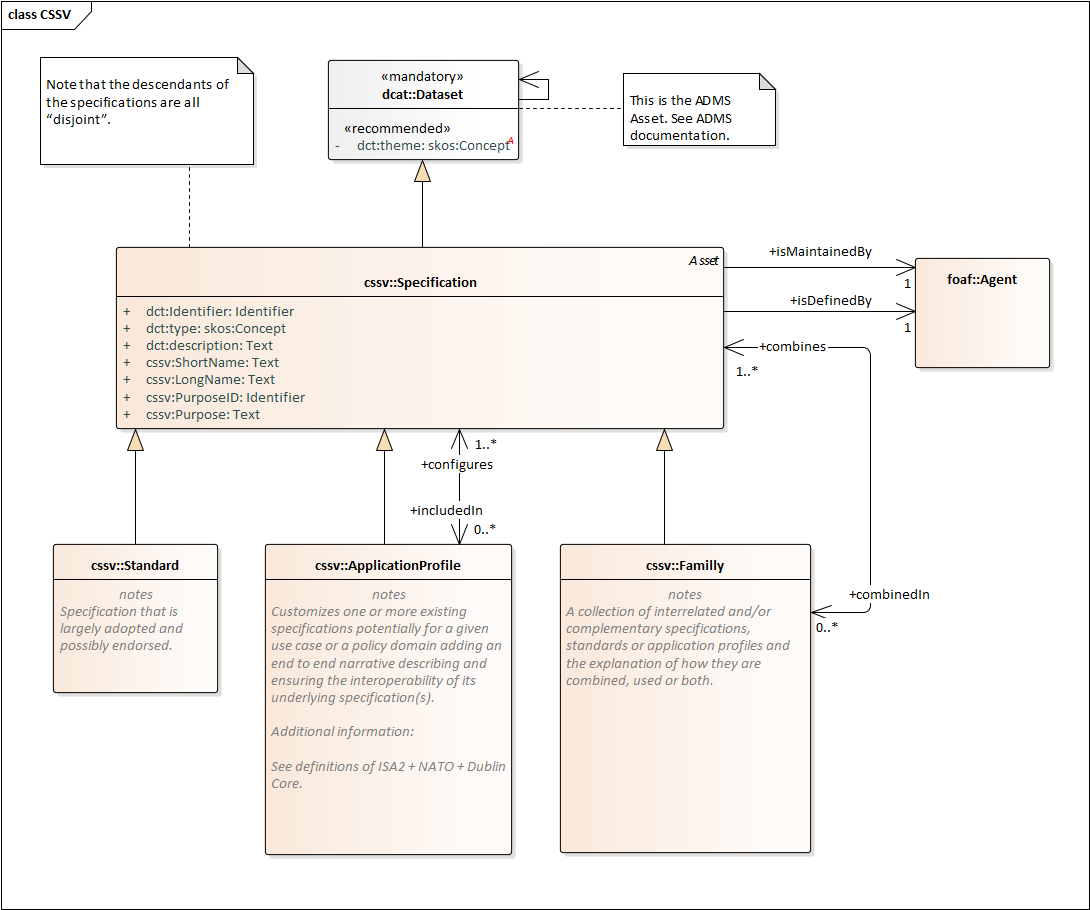 class CSSV
Note that the descendants of
the specifications are all
“disjoint”.
«mandatory»
dcat::Dataset
«recommended»
- dct:theme: skos:Concept
A
This is the ADMS
Asset. See ADMS
documentation.
Asset
cssv::Specification
+ dct:Identifier: Identifier
+ dct:type: skos:Concept
+ dct:description: Text
+ cssv:ShortName: Text
+ cssv:LongName: Text
+ cssv:PurposeID: Identifier
+ cssv:Purpose: Text
+isMaintainedBy
1
+isDefinedBy
1
foaf::Agent
+combines
1..*
1..*
+configures
+includedIn
0..*
+combinedIn
0..*
cssv::Standard
notes
Specification that is
largely adopted and
possibly endorsed.
cssv::ApplicationProfile
notes
Customizes one or more existing
specifications potentially for a given
use case or a policy domain adding an
end to end narrative describing and
ensuring the interoperability of its
underlying specification(s).
Additional information:
See definitions of ISA2 + NATO + Dublin
Core.
cssv::Familly
notes
A collection of interrelated and/or
complementary specifications,
standards or application profiles and
the explanation of how they are
combined, used or both.